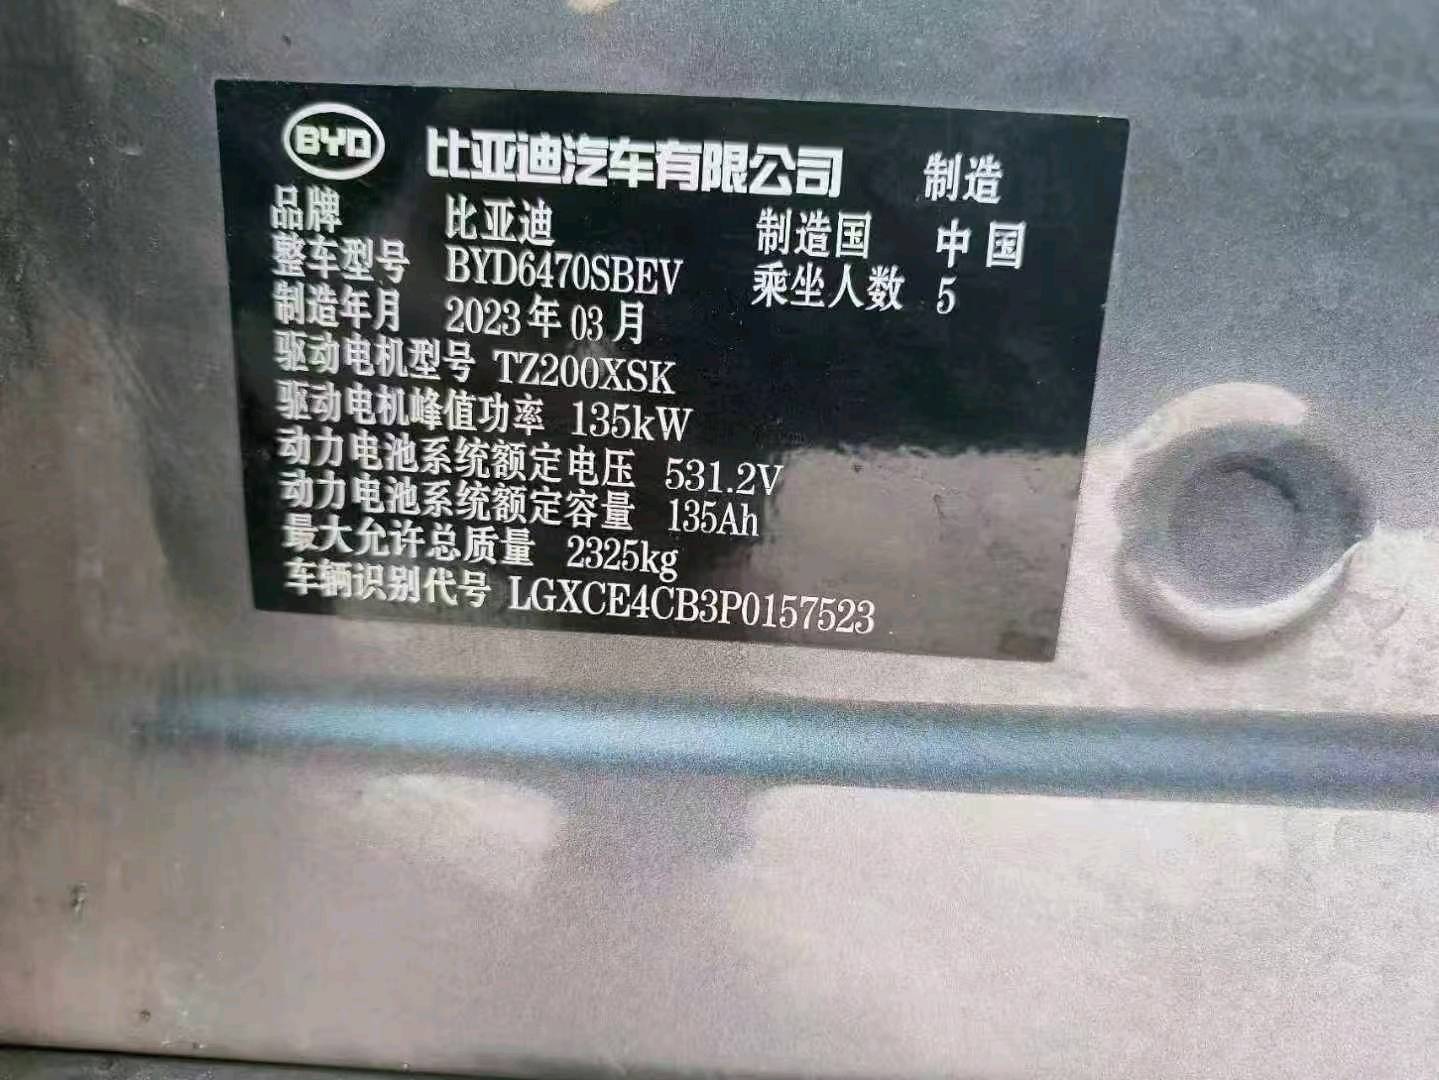 BYD 比亚迪汽车有限公司 制造
品牌 比亚迪 制造国 中国
整车型号 BYD6470SBEV 乘坐人数 5
制造年月 2023年03月
驱动电机型号 TZ200XSK
驱动电机峰值功率 135kW
动力电池系统额定电压 531.2V
动力电池系统额定容量 135Ah
最大允许总质量 2325kg
车辆识别代号 LGXCE4CB3P0157523